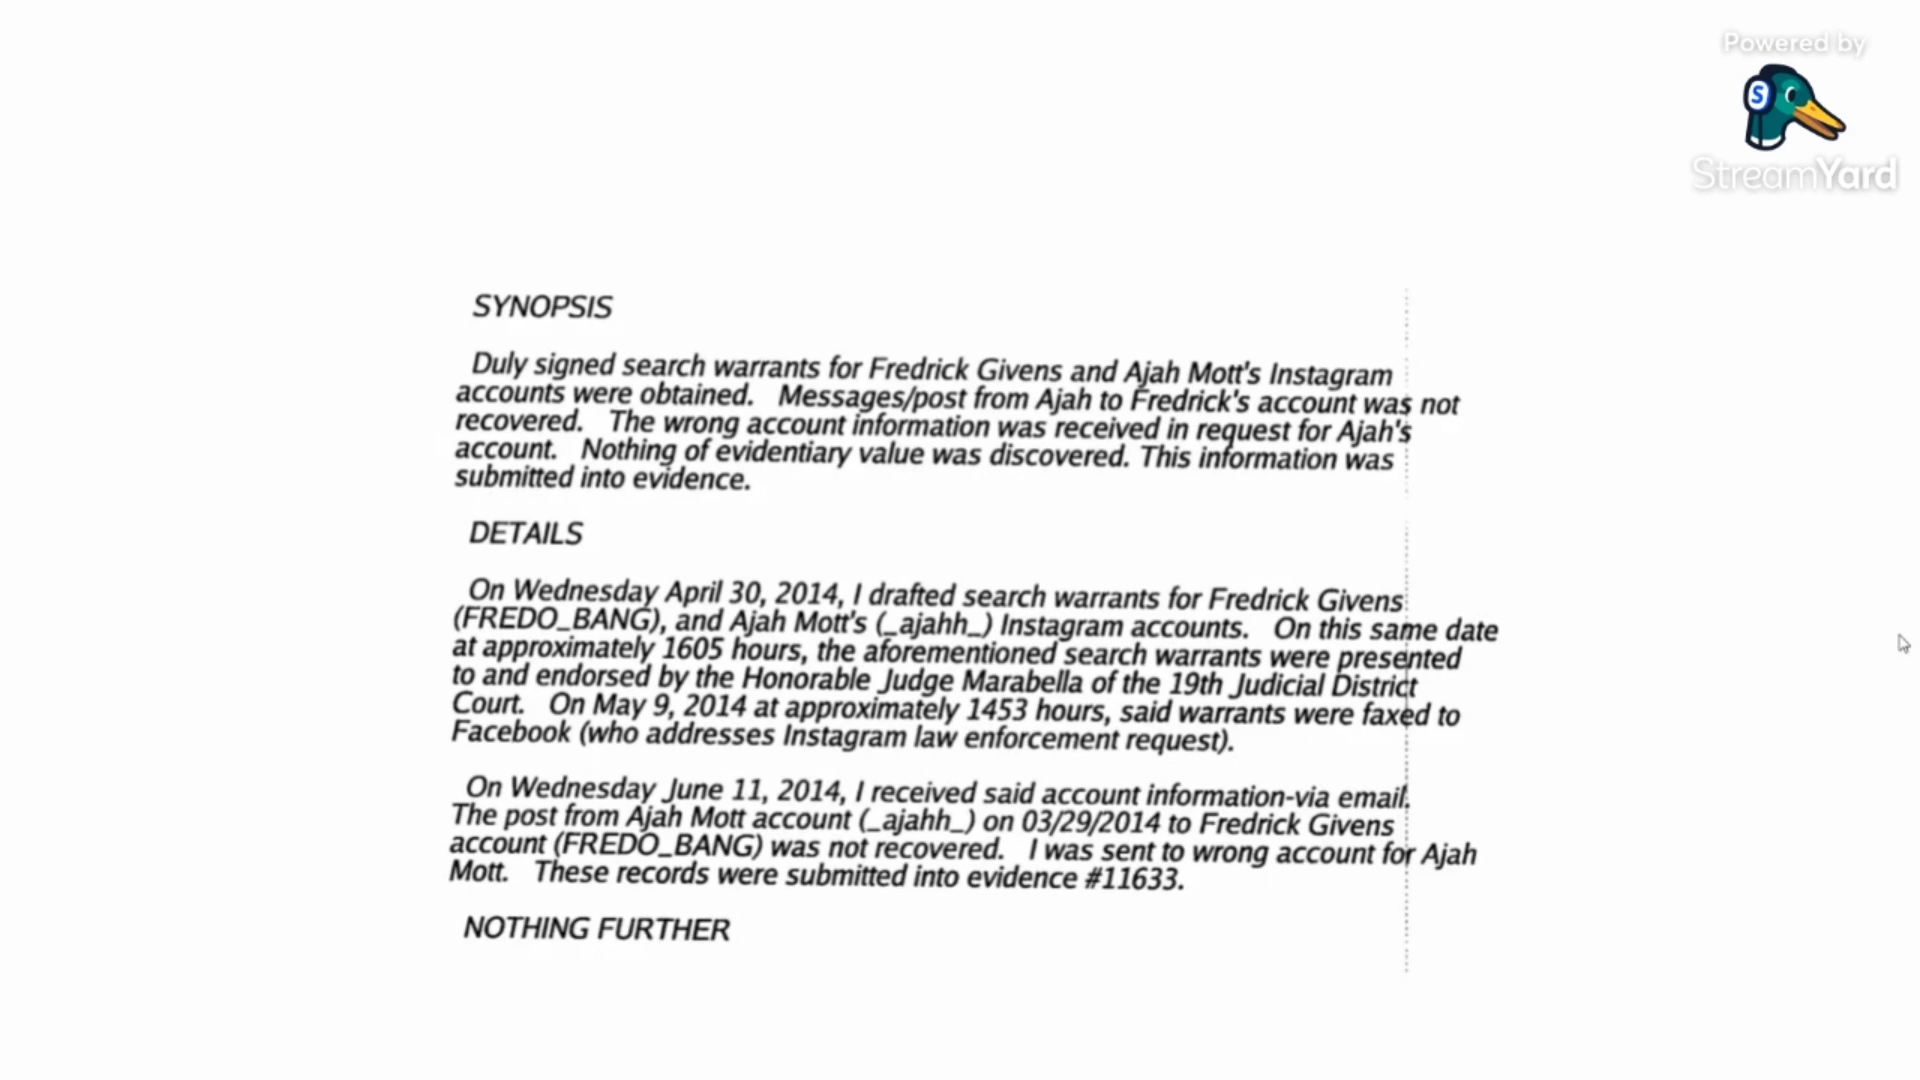 Powered by
StreamYard
SYNOPSIS
Duly signed search warrants for Fredrick Givens and Ajah Mott's Instagram
accounts were obtained. Messages/post from Ajah to Fredrick's account was not
recovered. The wrong account information was received in request for Ajah's
account. Nothing of evidentiary value was discovered. This information was
submitted into evidence.
DETAILS
On Wednesday April 30, 2014, I drafted search warrants for Fredrick Givens
(FREDO_BANG), and Ajah Mott's (_ajahh_) Instagram accounts. On this same date
at approximately 1605 hours, the aforementioned search warrants were presented
to and endorsed by the Honorable Judge Marabella of the 19th Judicial District
Court. On May 9, 2014 at approximately 1453 hours, said warrants were faxed to
Facebook (who addresses Instagram law enforcement request).
On Wednesday June 11, 2014, I received said account information-via email.
The post from Ajah Mott account (_ajahh_) on 03/29/2014 to Fredrick Givens
account (FREDO_BANG) was not recovered. I was sent to wrong account for Ajah
Mott. These records were submitted into evidence #11633.
NOTHING FURTHER